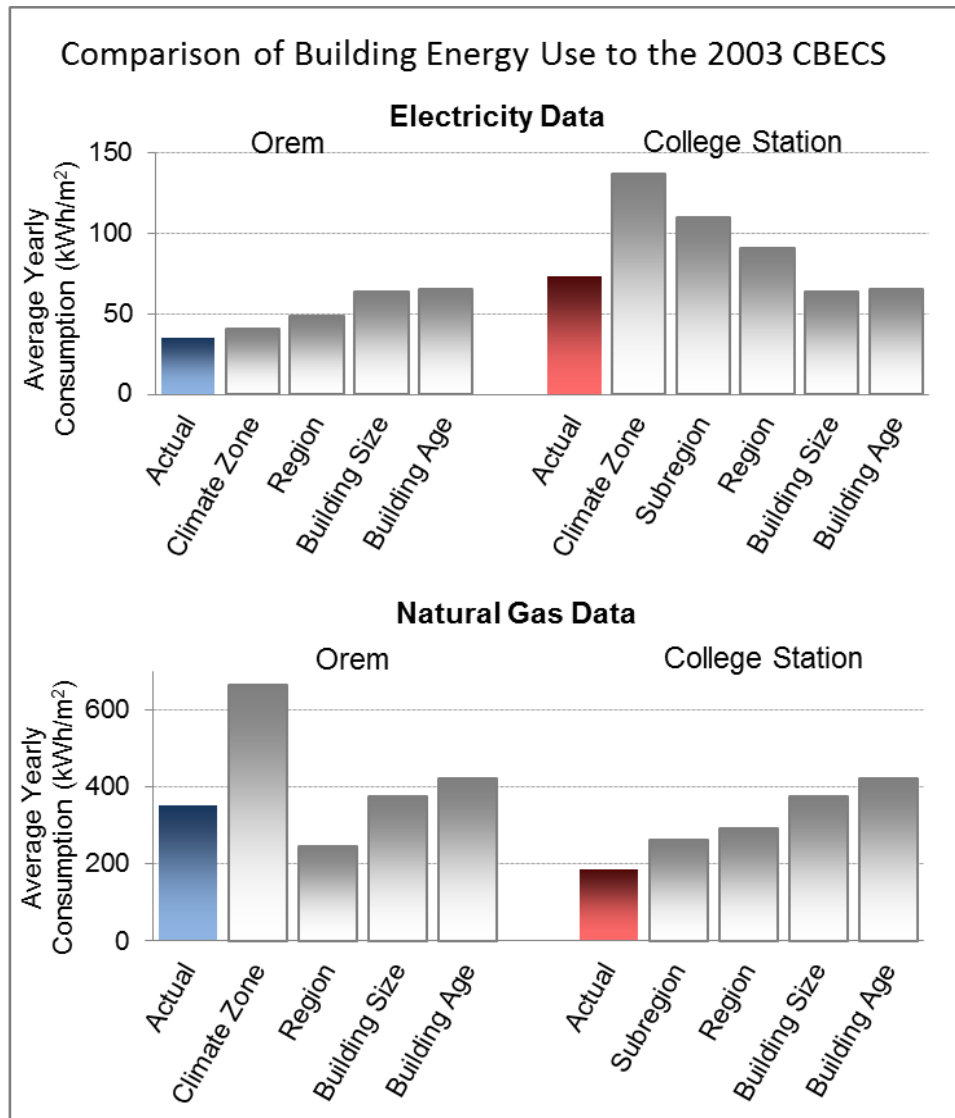 Comparison of Building Energy Use to the 2003 CBECS
Electricity Data
Orem
College Station
Average Yearly
Consumption (kWh/m²)
150
100
50
0
Actual
Climate Zone
Region
Building Size
Building Age
Actual
Climate Zone
Subregion
Region
Building Size
Building Age
Natural Gas Data
Orem
College Station
Average Yearly
Consumption (kWh/m²)
600
400
200
0
Actual
Climate Zone
Region
Building Size
Building Age
Actual
Subregion
Region
Building Size
Building Age